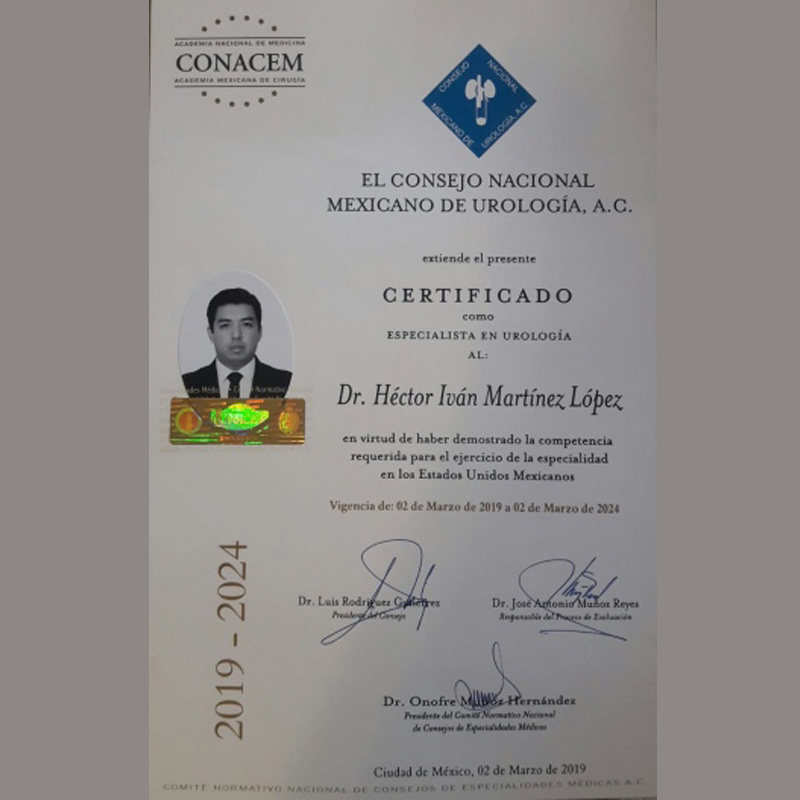 ACADEMIA NACIONAL DE MEDICINA
CONACEM
ACADEMIA MEXICANA DE CIRUGÍA
CONSEJO NACIONAL
MEXICANO DE UROLOGÍA, A.C.
EL CONSEJO NACIONAL
MEXICANO DE UROLOGÍA, A.C.
extiende el presente
CERTIFICADO
como
ESPECIALISTA EN UROLOGÍA
AL:
Dr. Héctor Iván Martínez López
en virtud de haber demostrado la competencia
requerida para el ejercicio de la especialidad
en los Estados Unidos Mexicanos
Vigencia de: 02 de Marzo de 2019 a 02 de Marzo de 2024
2019 - 2024
Dr. Luis Rodríguez Gutiérrez
Presidente del Consejo
Dr. José Antonio Muñoz Reyes
Responsable del Proceso de Evaluación
Dr. Onofre Muñoz Hernández
Presidente del Comité Normativo Nacional
de Consejos de Especialidades Médicas
Ciudad de México, 02 de Marzo de 2019
COMITÉ NORMATIVO NACIONAL DE CONSEJOS DE ESPECIALIDADES MÉDICAS A.C.